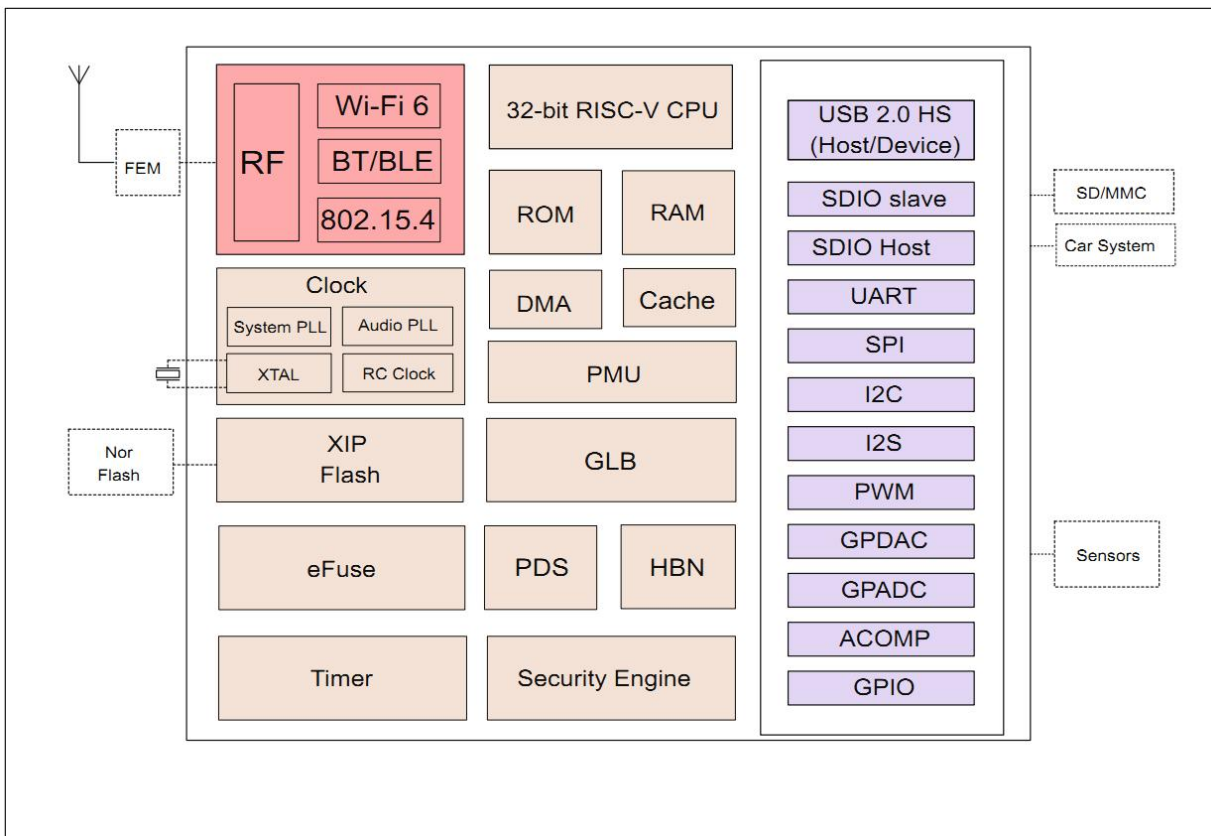 FEM
RF
Wi-Fi 6
BT/BLE
802.15.4
Clock
System PLL
Audio PLL
XTAL
RC Clock
Nor
Flash
XIP
Flash
eFuse
Timer
32-bit RISC-V CPU
ROM
RAM
DMA
Cache
PMU
GLB
PDS
HBN
Security Engine
USB 2.0 HS
(Host/Device)
SDIO slave
SDIO Host
UART
SPI
I2C
I2S
PWM
GPDAC
GPADC
ACOMP
GPIO
SD/MMC
Car System
Sensors